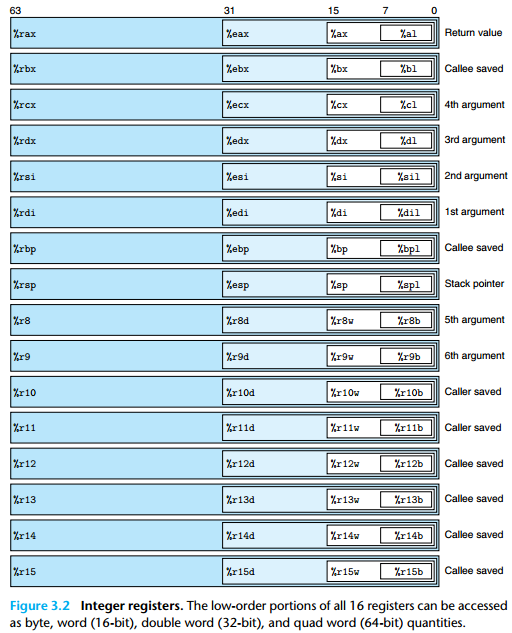 63 31 15 7 0
%rax %eax %ax %al Return value
%rbx %ebx %bx %bl Callee saved
%rcx %ecx %cx %cl 4th argument
%rdx %edx %dx %dl 3rd argument
%rsi %esi %si %sil 2nd argument
%rdi %edi %di %dil 1st argument
%rbp %ebp %bp %bpl Callee saved
%rsp %esp %sp %spl Stack pointer
%r8 %r8d %r8w %r8b 5th argument
%r9 %r9d %r9w %r9b 6th argument
%r10 %r10d %r10w %r10b Caller saved
%r11 %r11d %r11w %r11b Caller saved
%r12 %r12d %r12w %r12b Callee saved
%r13 %r13d %r13w %r13b Callee saved
%r14 %r14d %r14w %r14b Callee saved
%r15 %r15d %r15w %r15b Callee saved
Figure 3.2 Integer registers. The low-order portions of all 16 registers can be accessed
as byte, word (16-bit), double word (32-bit), and quad word (64-bit) quantities.